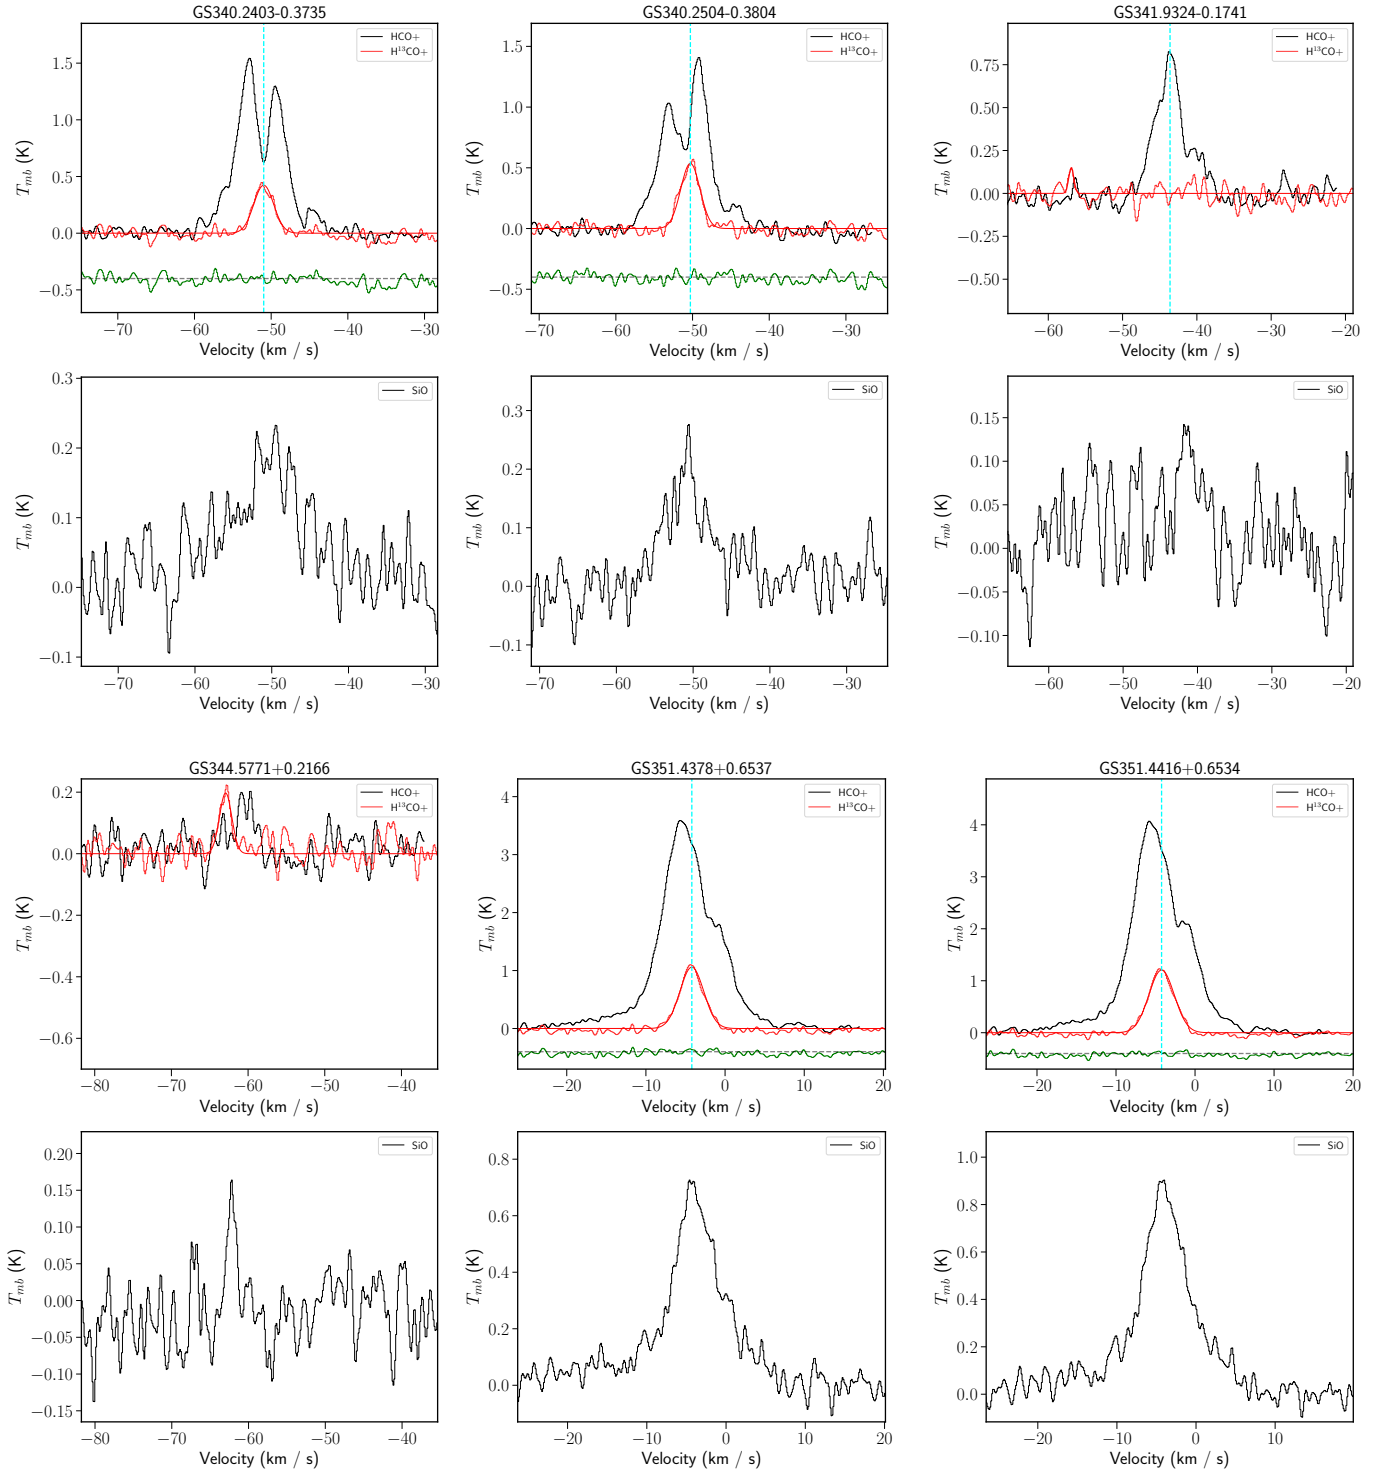 GS340.2403-0.3735
HCO+
H¹³CO+
1.5
1.0
0.5
0.0
−0.5
T_mb (K)
−70 −60 −50 −40 −30
Velocity (km / s)
GS340.2504-0.3804
HCO+
H¹³CO+
1.5
1.0
0.5
0.0
−0.5
T_mb (K)
−70 −60 −50 −40 −30
Velocity (km / s)
GS341.9324-0.1741
HCO+
H¹³CO+
0.75
0.50
0.25
0.00
−0.25
−0.50
T_mb (K)
−60 −50 −40 −30 −20
Velocity (km / s)
SiO
0.3
0.2
0.1
0.0
−0.1
T_mb (K)
−70 −60 −50 −40 −30
Velocity (km / s)
SiO
0.3
0.2
0.1
0.0
−0.1
T_mb (K)
−70 −60 −50 −40 −30
Velocity (km / s)
SiO
0.15
0.10
0.05
0.00
−0.05
−0.10
T_mb (K)
−60 −50 −40 −30 −20
Velocity (km / s)
GS344.5771+0.2166
HCO+
H¹³CO+
0.2
0.0
−0.2
−0.4
−0.6
T_mb (K)
−80 −70 −60 −50 −40
Velocity (km / s)
GS351.4378+0.6537
HCO+
H¹³CO+
4
3
2
1
0
T_mb (K)
−20 −10 0 10 20
Velocity (km / s)
GS351.4416+0.6534
HCO+
H¹³CO+
4
3
2
1
0
T_mb (K)
−20 −10 0 10 20
Velocity (km / s)
SiO
0.20
0.15
0.10
0.05
0.00
−0.05
−0.10
−0.15
T_mb (K)
−80 −70 −60 −50 −40
Velocity (km / s)
SiO
0.8
0.6
0.4
0.2
0.0
T_mb (K)
−20 −10 0 10 20
Velocity (km / s)
SiO
1.0
0.8
0.6
0.4
0.2
0.0
T_mb (K)
−20 −10 0 10
Velocity (km / s)